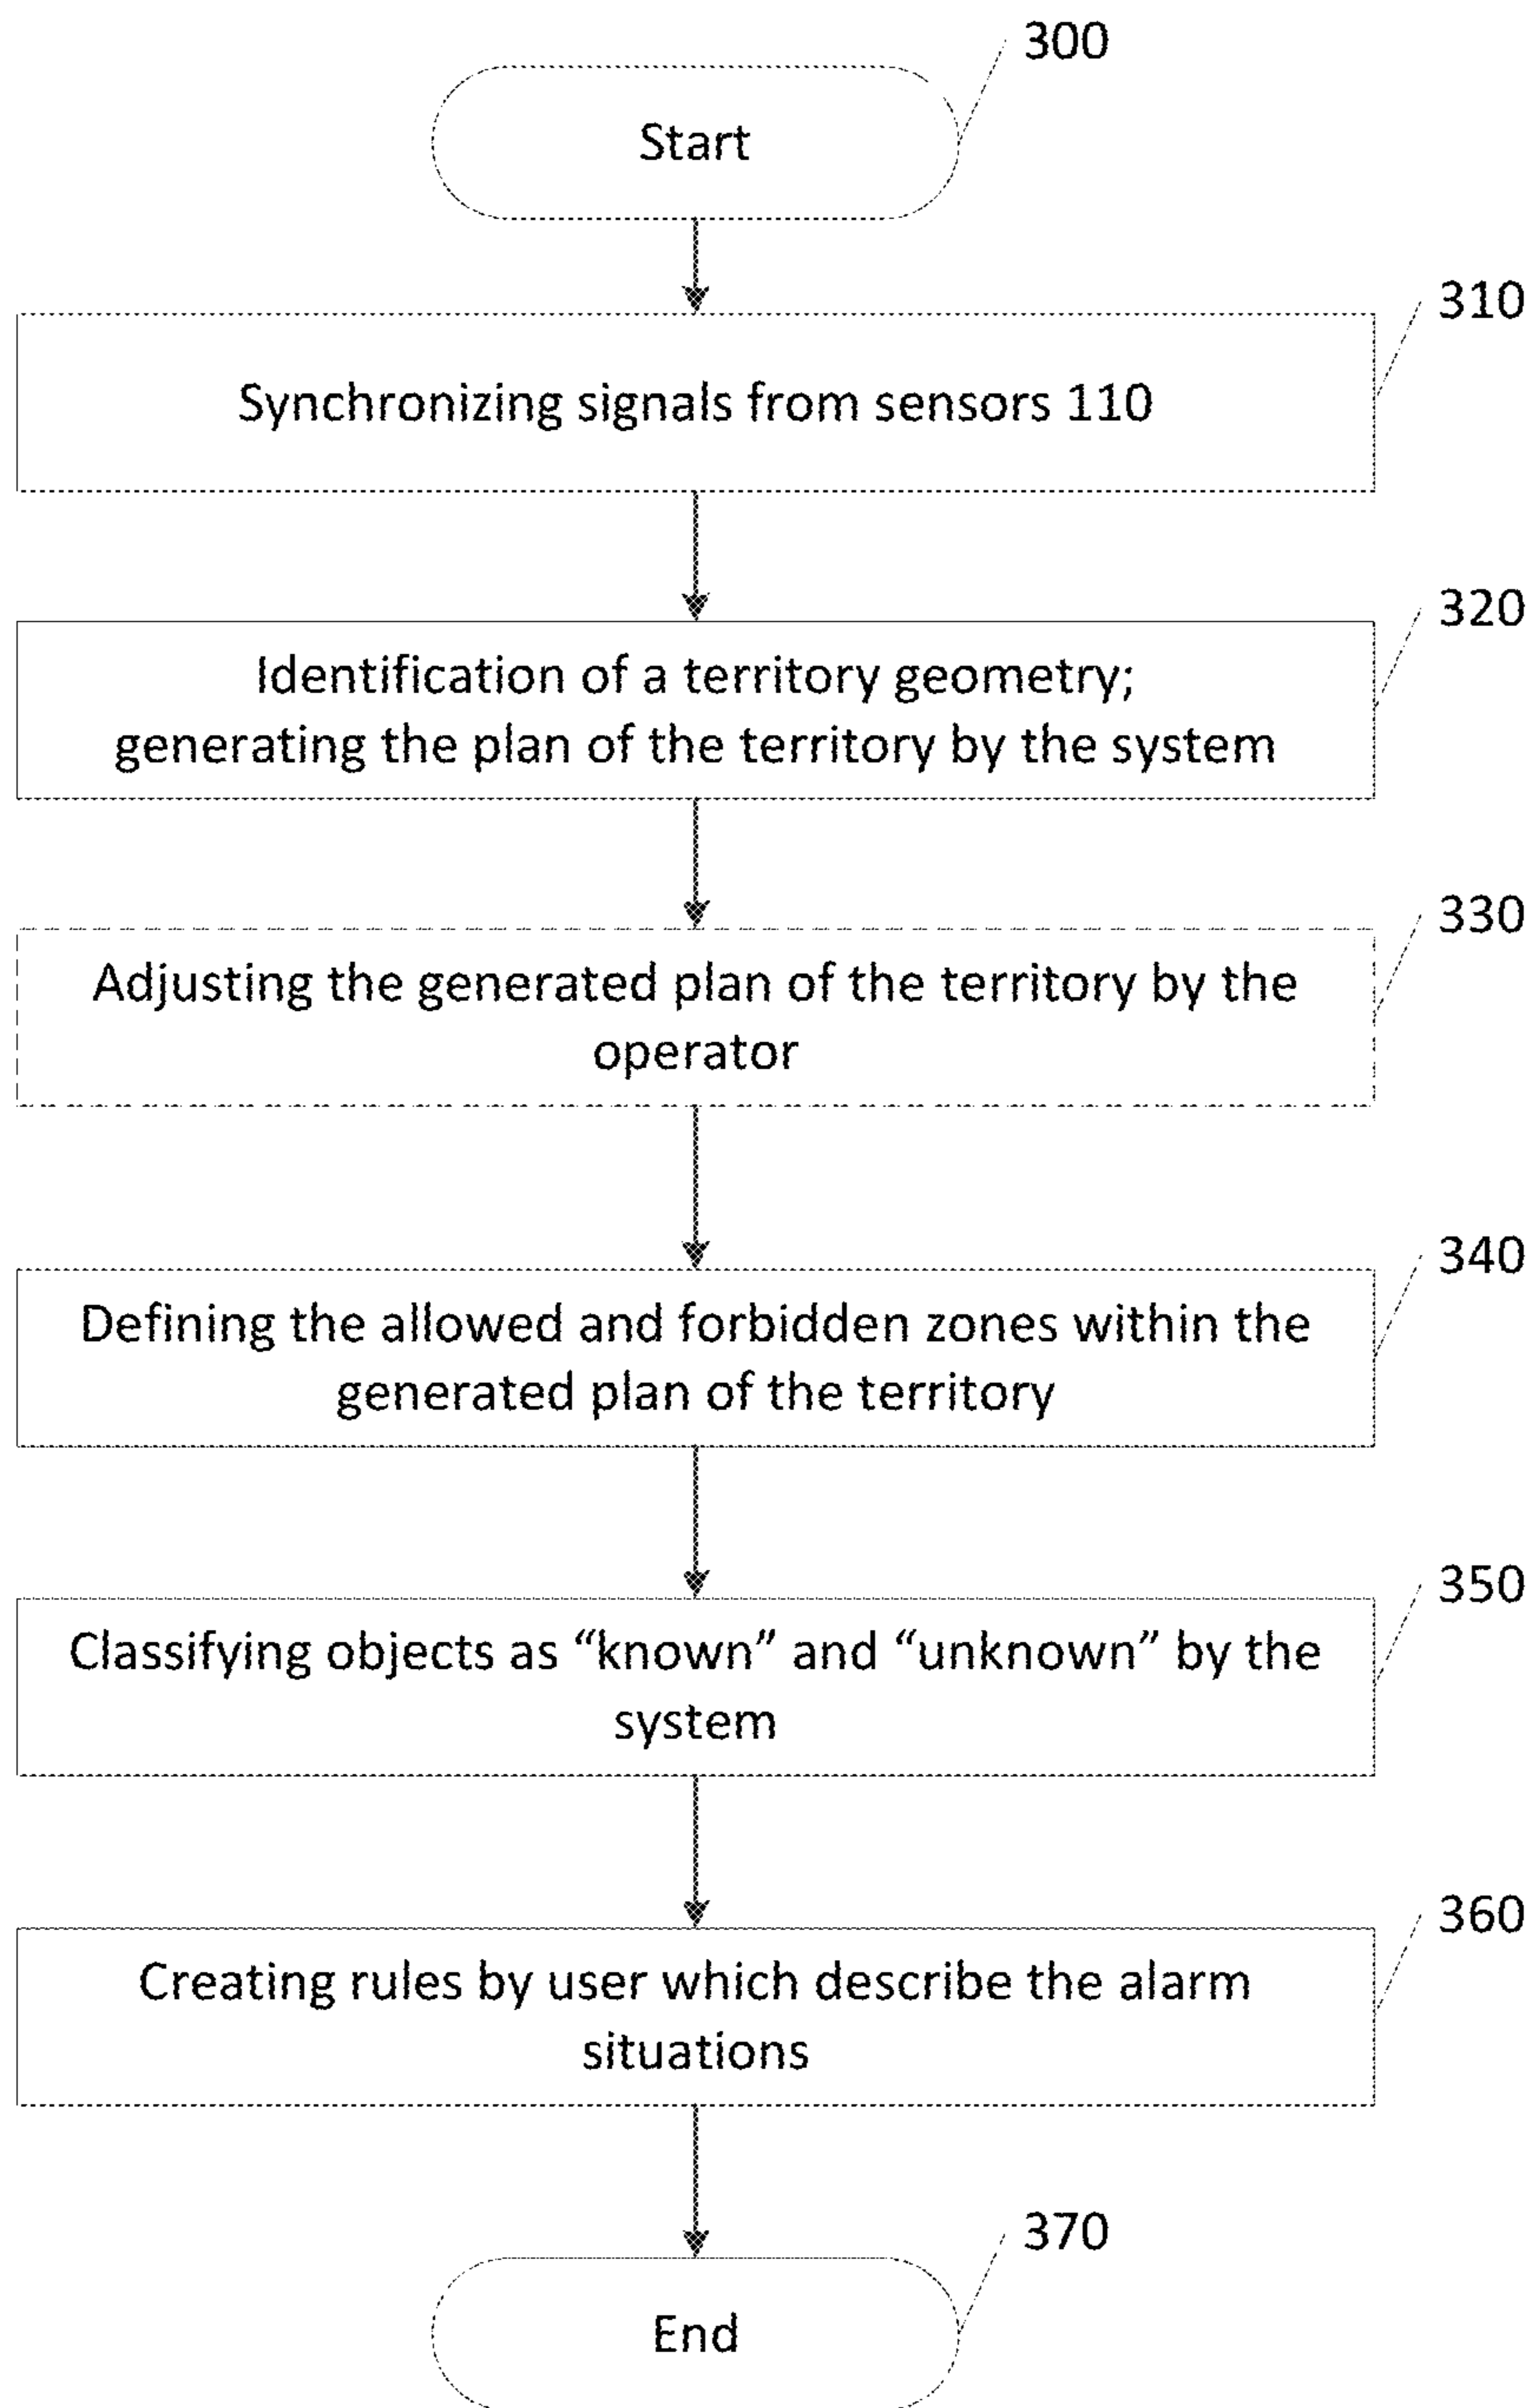 300
Start
310
Synchronizing signals from sensors 110
320
Identification of a territory geometry;
generating the plan of the territory by the system
330
Adjusting the generated plan of the territory by the
operator
340
Defining the allowed and forbidden zones within the
generated plan of the territory
350
Classifying objects as “known” and “unknown” by the
system
360
Creating rules by user which describe the alarm
situations
370
End